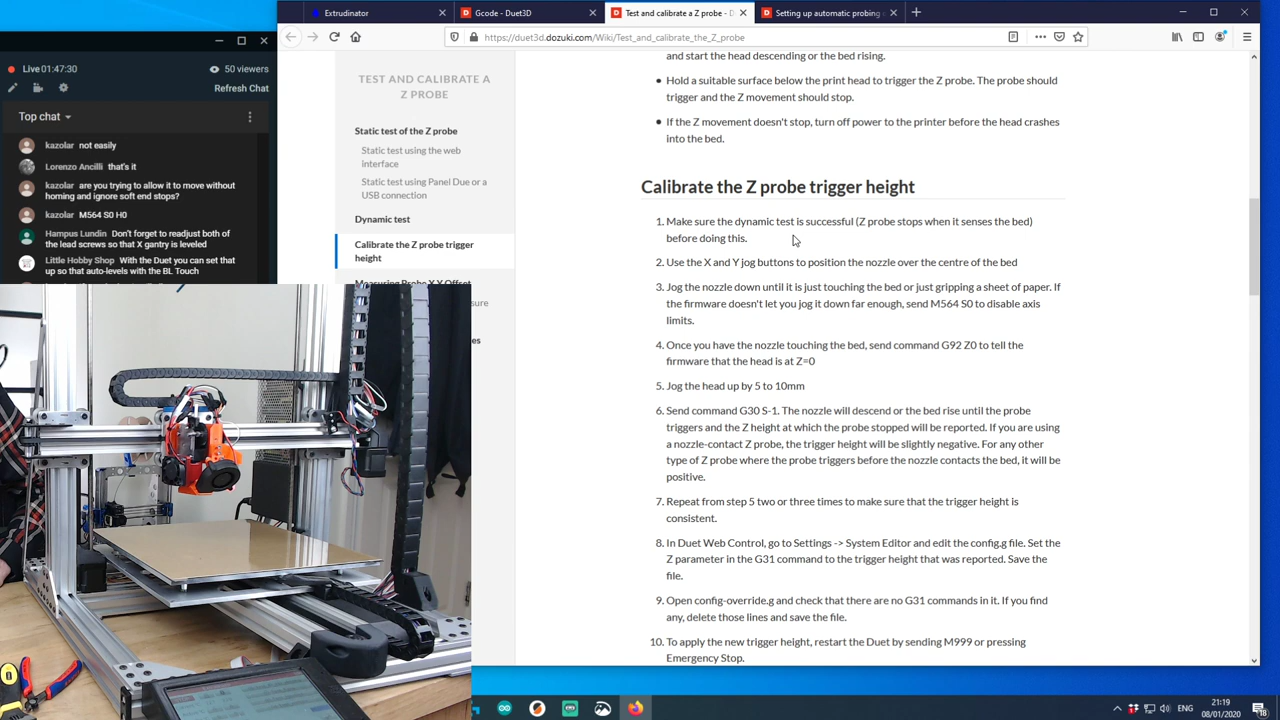 Extrudinator
Gcode - Duet3D
Test and calibrate a Z probe - D
Setting up automatic probing
https://duet3d.dozuki.com/Wiki/Test_and_calibrate_the_Z_probe
Live 01:47:30
50 viewers
Refresh Chat
Top chat
kazolar not easily
Lorenzo Ancilli that's it
kazolar are you trying to allow it to move without
homing and ignore soft end stops?
kazolar M564 S0 H0
Hampus Lundin Don't forget to readjust both of
the lead screws so that X gantry is leveled
Little Hobby Shop With the Duet you can set that
up so that auto-levels with the BL Touch
TEST AND CALIBRATE A
Z PROBE
Static test of the Z probe
Static test using the web
interface
Static test using Panel Due or a
USB connection
Dynamic test
Calibrate the Z probe trigger
height
Measuring Probe X Y Offset
and start the head descending or the bed rising.
Hold a suitable surface below the print head to trigger the Z probe. The probe should
trigger and the Z movement should stop.
If the Z movement doesn't stop, turn off power to the printer before the head crashes
into the bed.
Calibrate the Z probe trigger height
1. Make sure the dynamic test is successful (Z probe stops when it senses the bed)
before doing this.
2. Use the X and Y jog buttons to position the nozzle over the centre of the bed
3. Jog the nozzle down until it is just touching the bed or just gripping a sheet of paper. If
the firmware doesn't let you jog it down far enough, send M564 S0 to disable axis
limits.
4. Once you have the nozzle touching the bed, send command G92 Z0 to tell the
firmware that the head is at Z=0
5. Jog the head up by 5 to 10mm
6. Send command G30 S-1. The nozzle will descend or the bed rise until the probe
triggers and the Z height at which the probe stopped will be reported. If you are using
a nozzle-contact Z probe, the trigger height will be slightly negative. For any other
type of Z probe where the probe triggers before the nozzle contacts the bed, it will be
positive.
7. Repeat from step 5 two or three times to make sure that the trigger height is
consistent.
8. In Duet Web Control, go to Settings -> System Editor and edit the config.g file. Set the
Z parameter in the G31 command to the trigger height that was reported. Save the
file.
9. Open config-override.g and check that there are no G31 commands in it. If you find
any, delete those lines and save the file.
10. To apply the new trigger height, restart the Duet by sending M999 or pressing
Emergency Stop.
ENG
21:19
08/01/2020